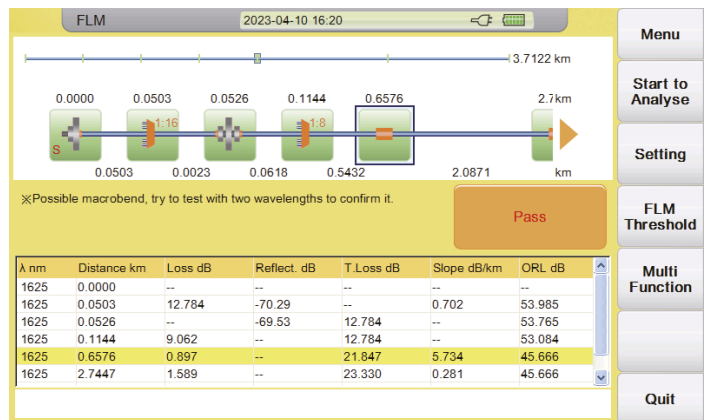 FLM 2023-04-10 16:20
3.7122 km
0.0000 0.0503 0.0526 0.1144 0.6576 2.7km
S 1:16 1:8
0.0503 0.0023 0.0618 0.5432 2.0871 km
※Possible macrobend, try to test with two wavelengths to confirm it.
Pass
λ nm Distance km Loss dB Reflect. dB T.Loss dB Slope dB/km ORL dB
1625 0.0000 -- -- -- -- --
1625 0.0503 12.784 -70.29 -- 0.702 53.985
1625 0.0526 -- -69.53 12.784 -- 53.765
1625 0.1144 9.062 -- 12.784 -- 53.084
1625 0.6576 0.897 -- 21.847 5.734 45.666
1625 2.7447 1.589 -- 23.330 0.281 45.666
Menu
Start to
Analyse
Setting
FLM
Threshold
Multi
Function
Quit